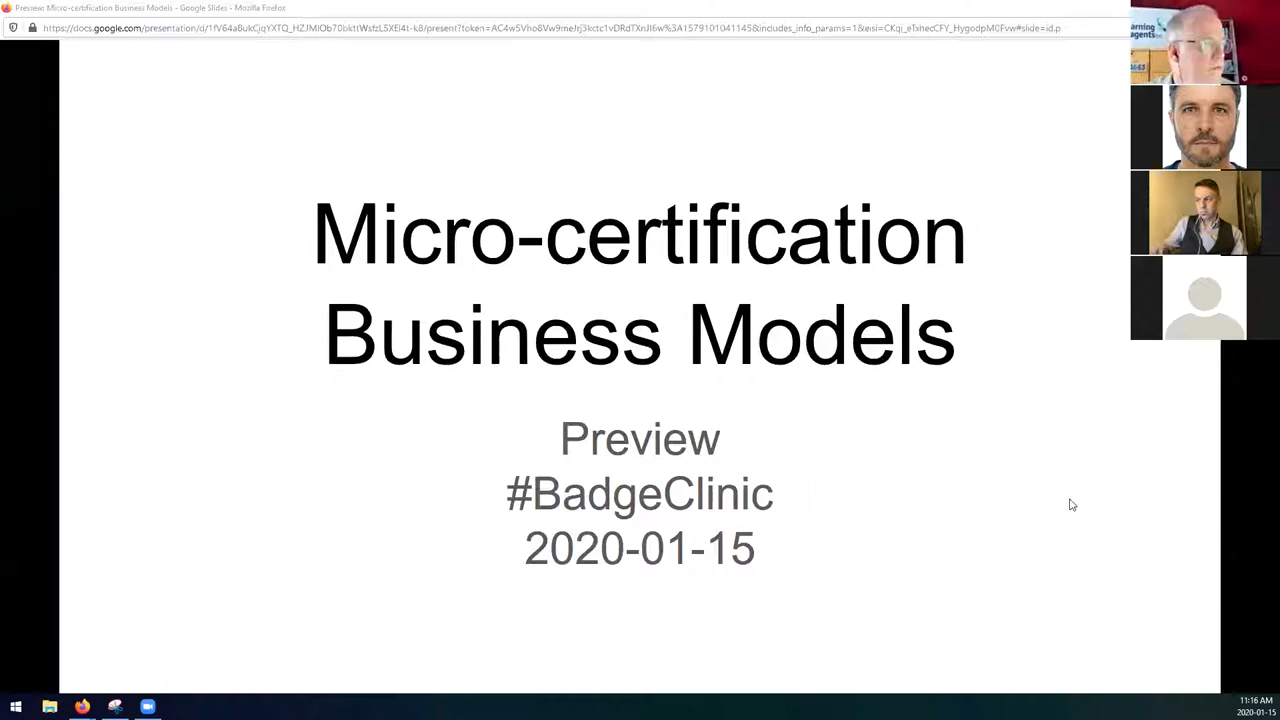 Preview: Micro-certification Business Models - Google Slides - Mozilla Firefox
Micro-certification
Business Models
Preview
#BadgeClinic
2020-01-15
11:16 AM
2020-01-15